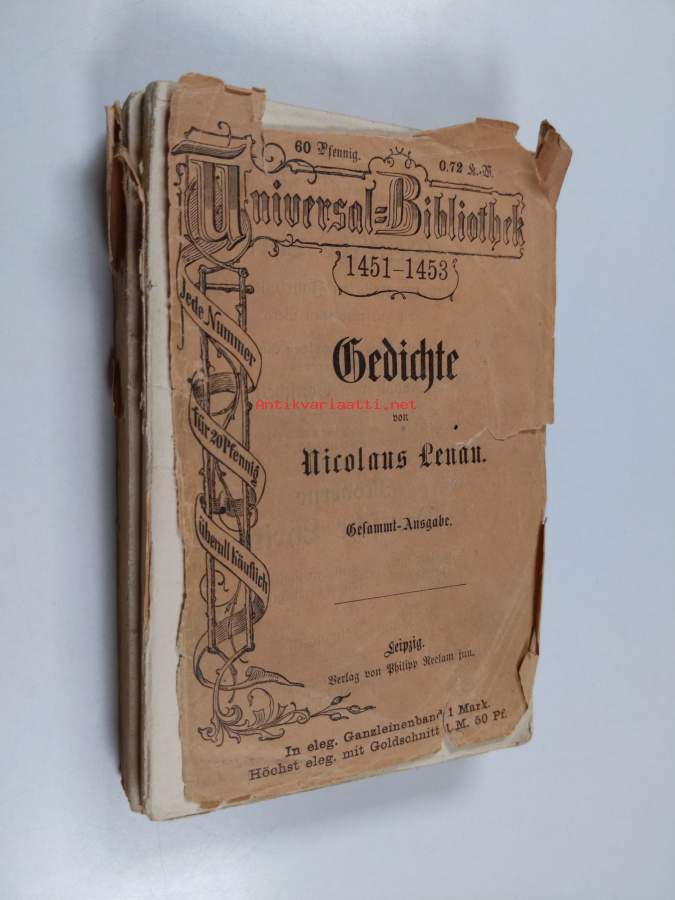 60 Pfennig. 0.72 K.-W.
Universal-Bibliothek
1451-1453
Jede Nummer
für 20 Pfennig
überall käuflich
Gedichte
Antikvariaatti.net
von
Nicolaus Lenau.
Gesammt-Ausgabe.
Leipzig.
Verlag von Philipp Reclam jun.
In eleg. Ganzleinenband 1 Mark.
Höchst eleg. mit Goldschnitt 1 M. 50 Pf.